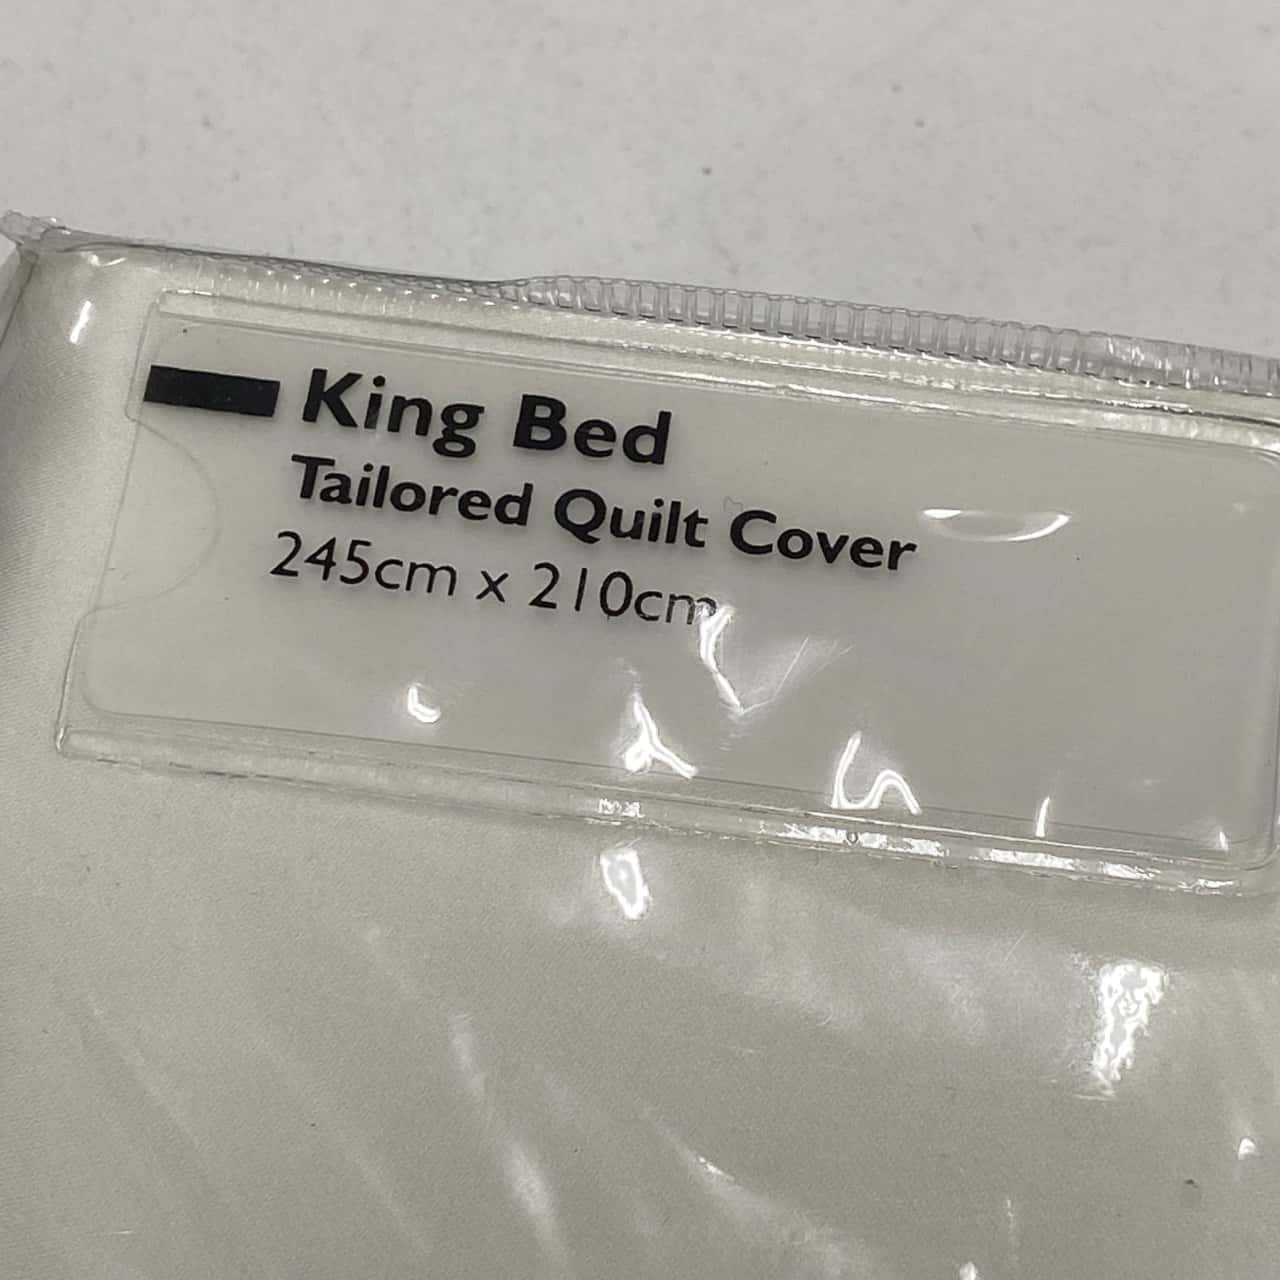 King Bed
Tailored Quilt Cover
245cm x 210cm